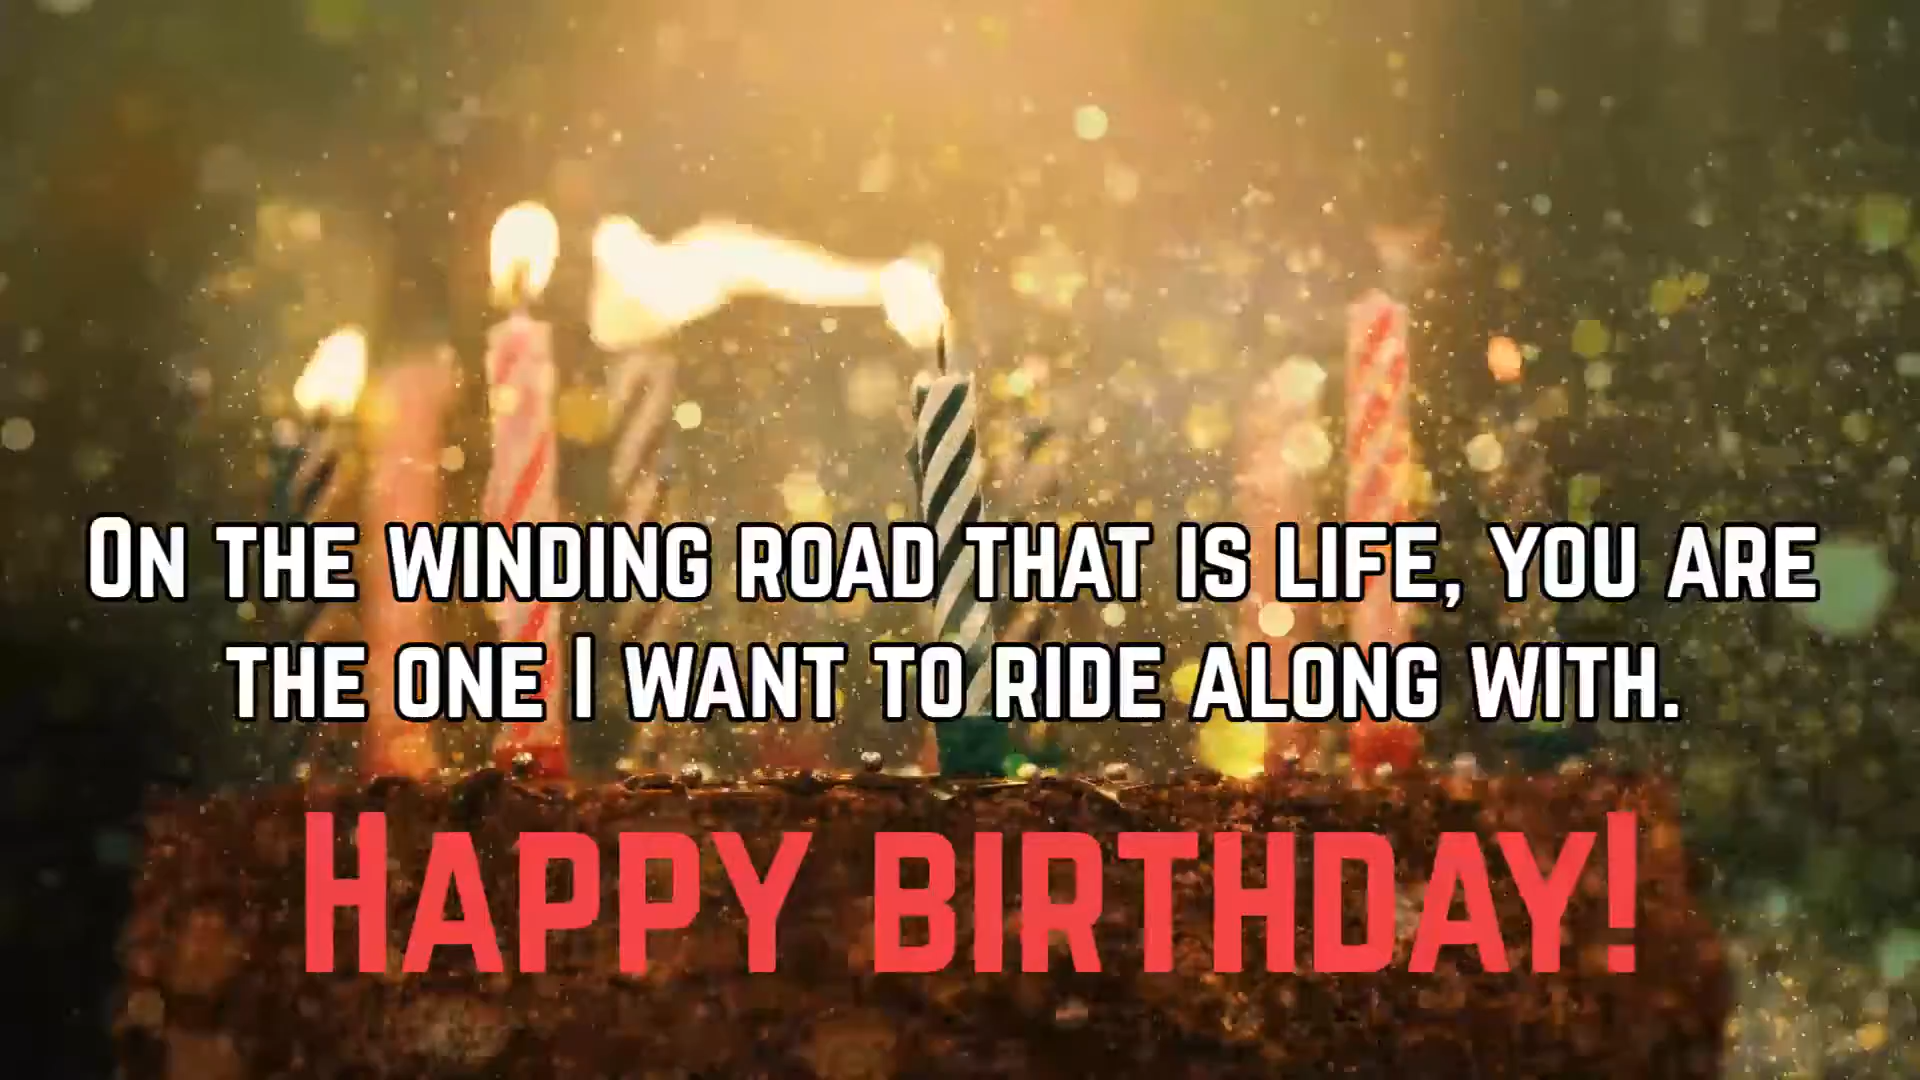 On the winding road that is life, you are
the one I want to ride along with.
Happy birthday!